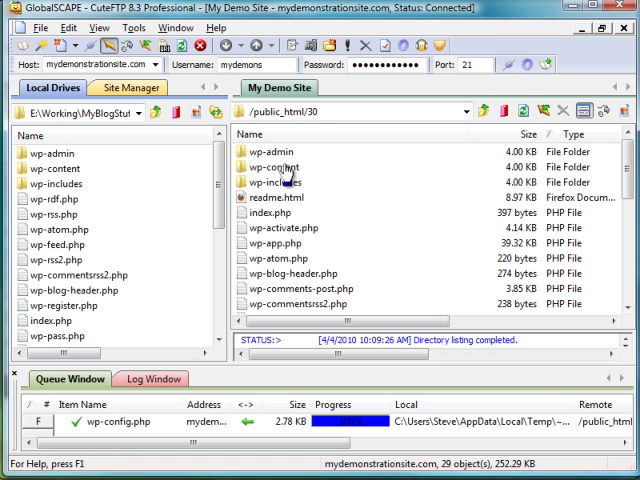 GlobalSCAPE - CuteFTP 8.3 Professional - [My Demo Site - mydemonstrationsite.com, Status: Connected]
File Edit View Tools Window Help
Host: mydemonstrationsite.com Username: mydemons Password: •••••••••••• Port: 21
Local Drives Site Manager My Demo Site
E:\Working\MyBlogStuf /public_html/30
Name Name Size / Type
wp-admin wp-admin 4.00 KB File Folder
wp-content wp-content 4.00 KB File Folder
wp-includes wp-includes 4.00 KB File Folder
wp-rdf.php readme.html 8.97 KB Firefox Docum...
wp-rss.php index.php 397 bytes PHP File
wp-atom.php wp-activate.php 4.14 KB PHP File
wp-feed.php wp-app.php 39.32 KB PHP File
wp-rss2.php wp-atom.php 220 bytes PHP File
wp-commentsrss2.php wp-blog-header.php 274 bytes PHP File
wp-blog-header.php wp-comments-post.php 3.85 KB PHP File
wp-register.php wp-commentsrss2.php 238 bytes PHP File
index.php
wp-pass.php STATUS:> [4/4/2010 10:09:26 AM] Directory listing completed.
Queue Window Log Window
/ # Item Name Address <-> Size Progress Local Remote
F wp-config.php mydem... 2.78 KB 100% C:\Users\Steve\AppData\Local\Temp\~... /public_html
For Help, press F1 mydemonstrationsite.com, 29 object(s), 252.29 KB